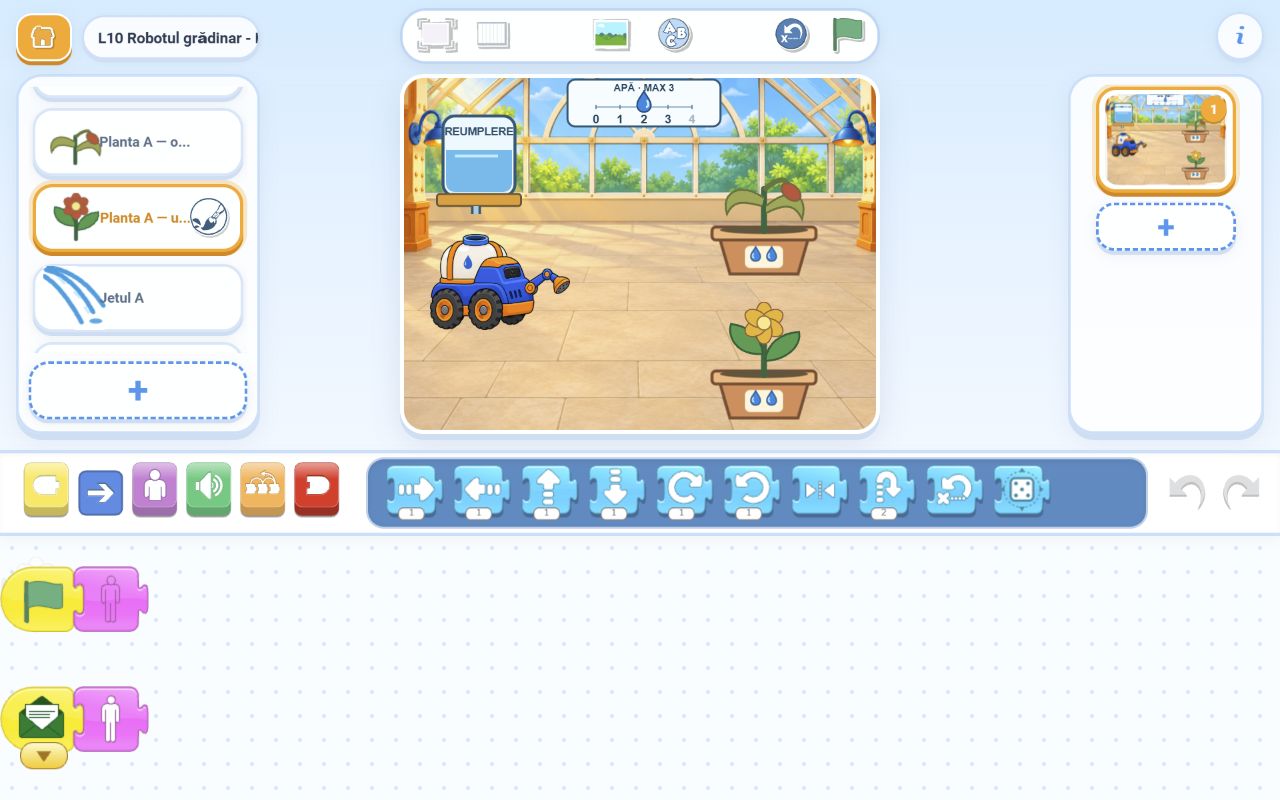 L10 Robotul grădinar -
i
Planta A – o...
Planta A – u...
Jetul A
APĂ · MAX 3
0 1 2 3 4
REUMPLERE
1
A B C
x
1 1 1 1 1 1 2
x